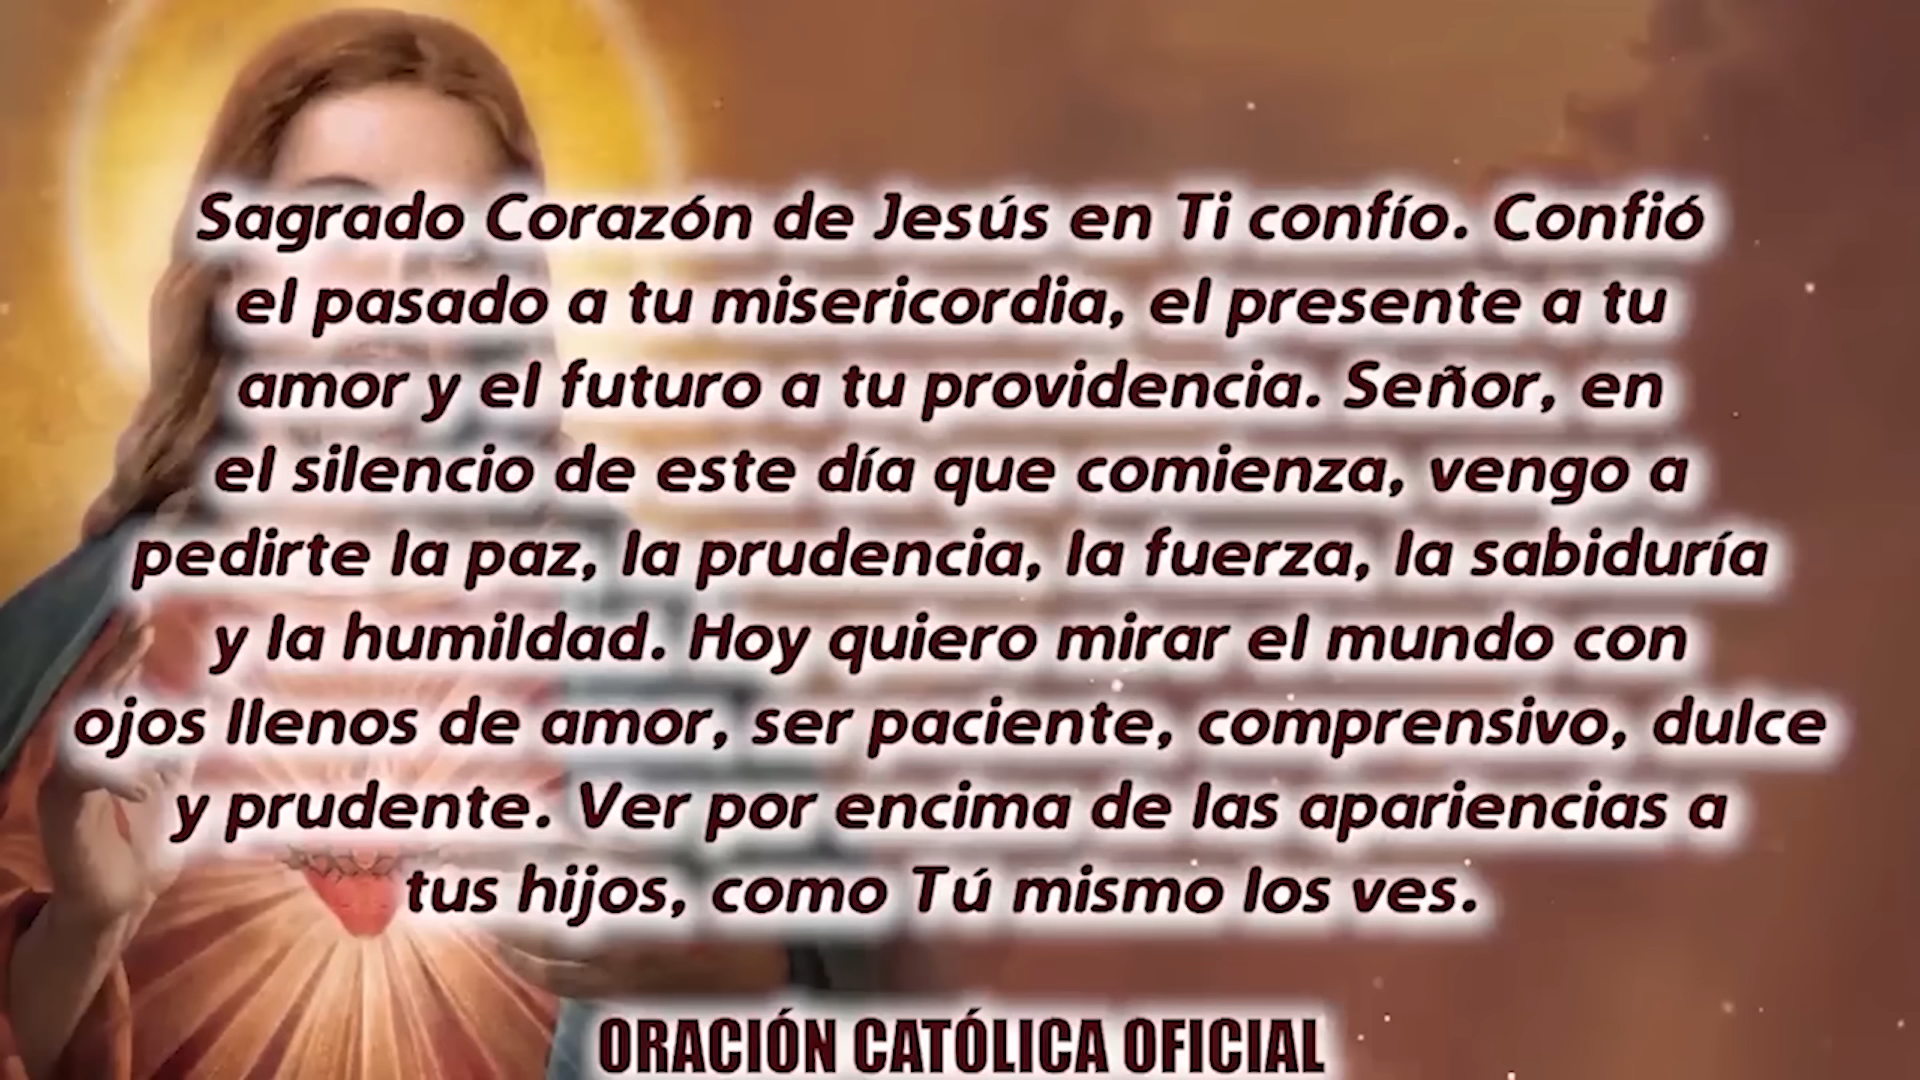 Sagrado Corazón de Jesús en Ti confío. Confió
el pasado a tu misericordia, el presente a tu
amor y el futuro a tu providencia. Señor, en
el silencio de este día que comienza, vengo a
pedirte la paz, la prudencia, la fuerza, la sabiduría
y la humildad. Hoy quiero mirar el mundo con
ojos llenos de amor, ser paciente, comprensivo, dulce
y prudente. Ver por encima de las apariencias a
tus hijos, como Tú mismo los ves.
ORACIÓN CATÓLICA OFICIAL